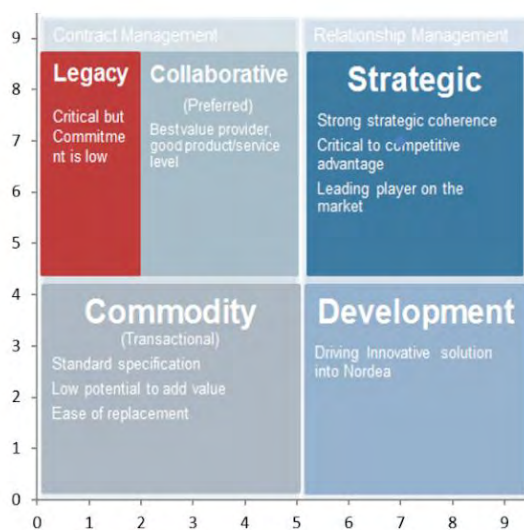 Contract Management
Relationship Management
Legacy
Critical but
Commitme
nt is low
Collaborative
(Preferred)
Best value provider,
good product/service
level
Strategic
Strong strategic coherence
Critical to competitive
advantage
Leading player on the
market
Commodity
(Transactional)
Standard specification
Low potential to add value
Ease of replacement
Development
Driving Innovative solution
into Nordea
9
8
7
6
5
4
3
2
1
0
0 1 2 3 4 5 6 7 8 9